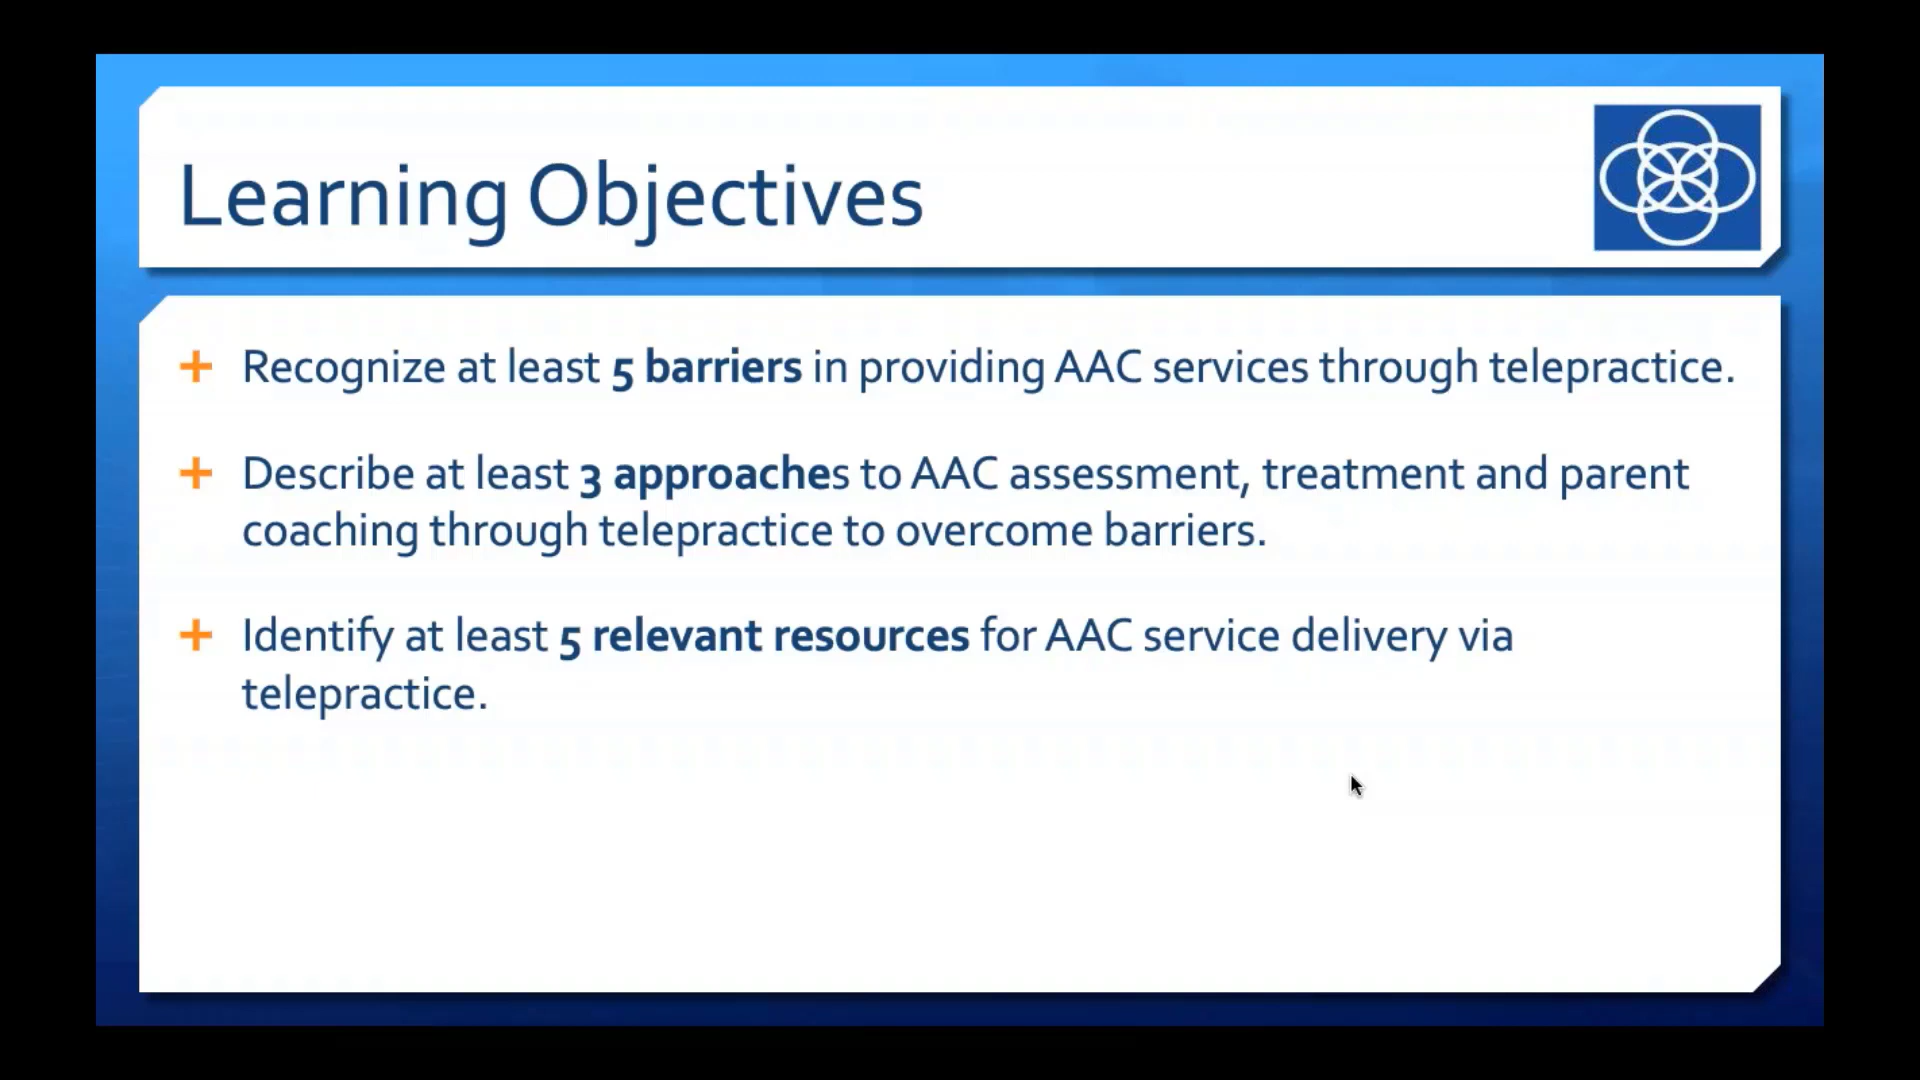 Learning Objectives
Recognize at least 5 barriers in providing AAC services through telepractice.
Describe at least 3 approaches to AAC assessment, treatment and parent
coaching through telepractice to overcome barriers.
Identify at least 5 relevant resources for AAC service delivery via
telepractice.